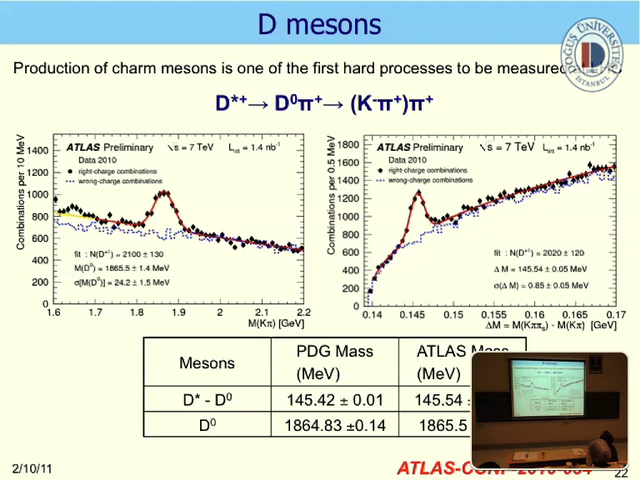 D mesons
DOĞUŞ ÜNİVERSİTESİ
İSTANBUL
Production of charm mesons is one of the first hard processes to be measured
D*+→ D0π+→ (K-π+)π+
ATLAS Preliminary √s = 7 TeV Lint = 1.4 nb-1
Data 2010
right-charge combinations
wrong-charge combinations
Combinations per 10 MeV
1400
1200
1000
800
600
400
200
0
fit : N(D*±) = 2100 ± 130
M(D0) = 1865.5 ± 1.4 MeV
σ[M(D0)] = 24.2 ± 1.5 MeV
1.6 1.7 1.8 1.9 2 2.1 2.2
M(Kπ) [GeV]
ATLAS Preliminary √s = 7 TeV Lint = 1.4 nb-1
Data 2010
right-charge combinations
wrong-charge combinations
Combinations per 0.5 MeV
1800
1600
1400
1200
1000
800
600
400
200
0
fit : N(D*±) = 2020 ± 120
Δ M = 145.54 ± 0.05 MeV
σ(Δ M) = 0.85 ± 0.05 MeV
0.14 0.145 0.15 0.155 0.16 0.165 0.17
ΔM = M(Kππs) - M(Kπ) [GeV]
Mesons PDG Mass (MeV) ATLAS Mass (MeV)
D* - D0 145.42 ± 0.01 145.54 ±
D0 1864.83 ±0.14 1865.5
2/10/11
22